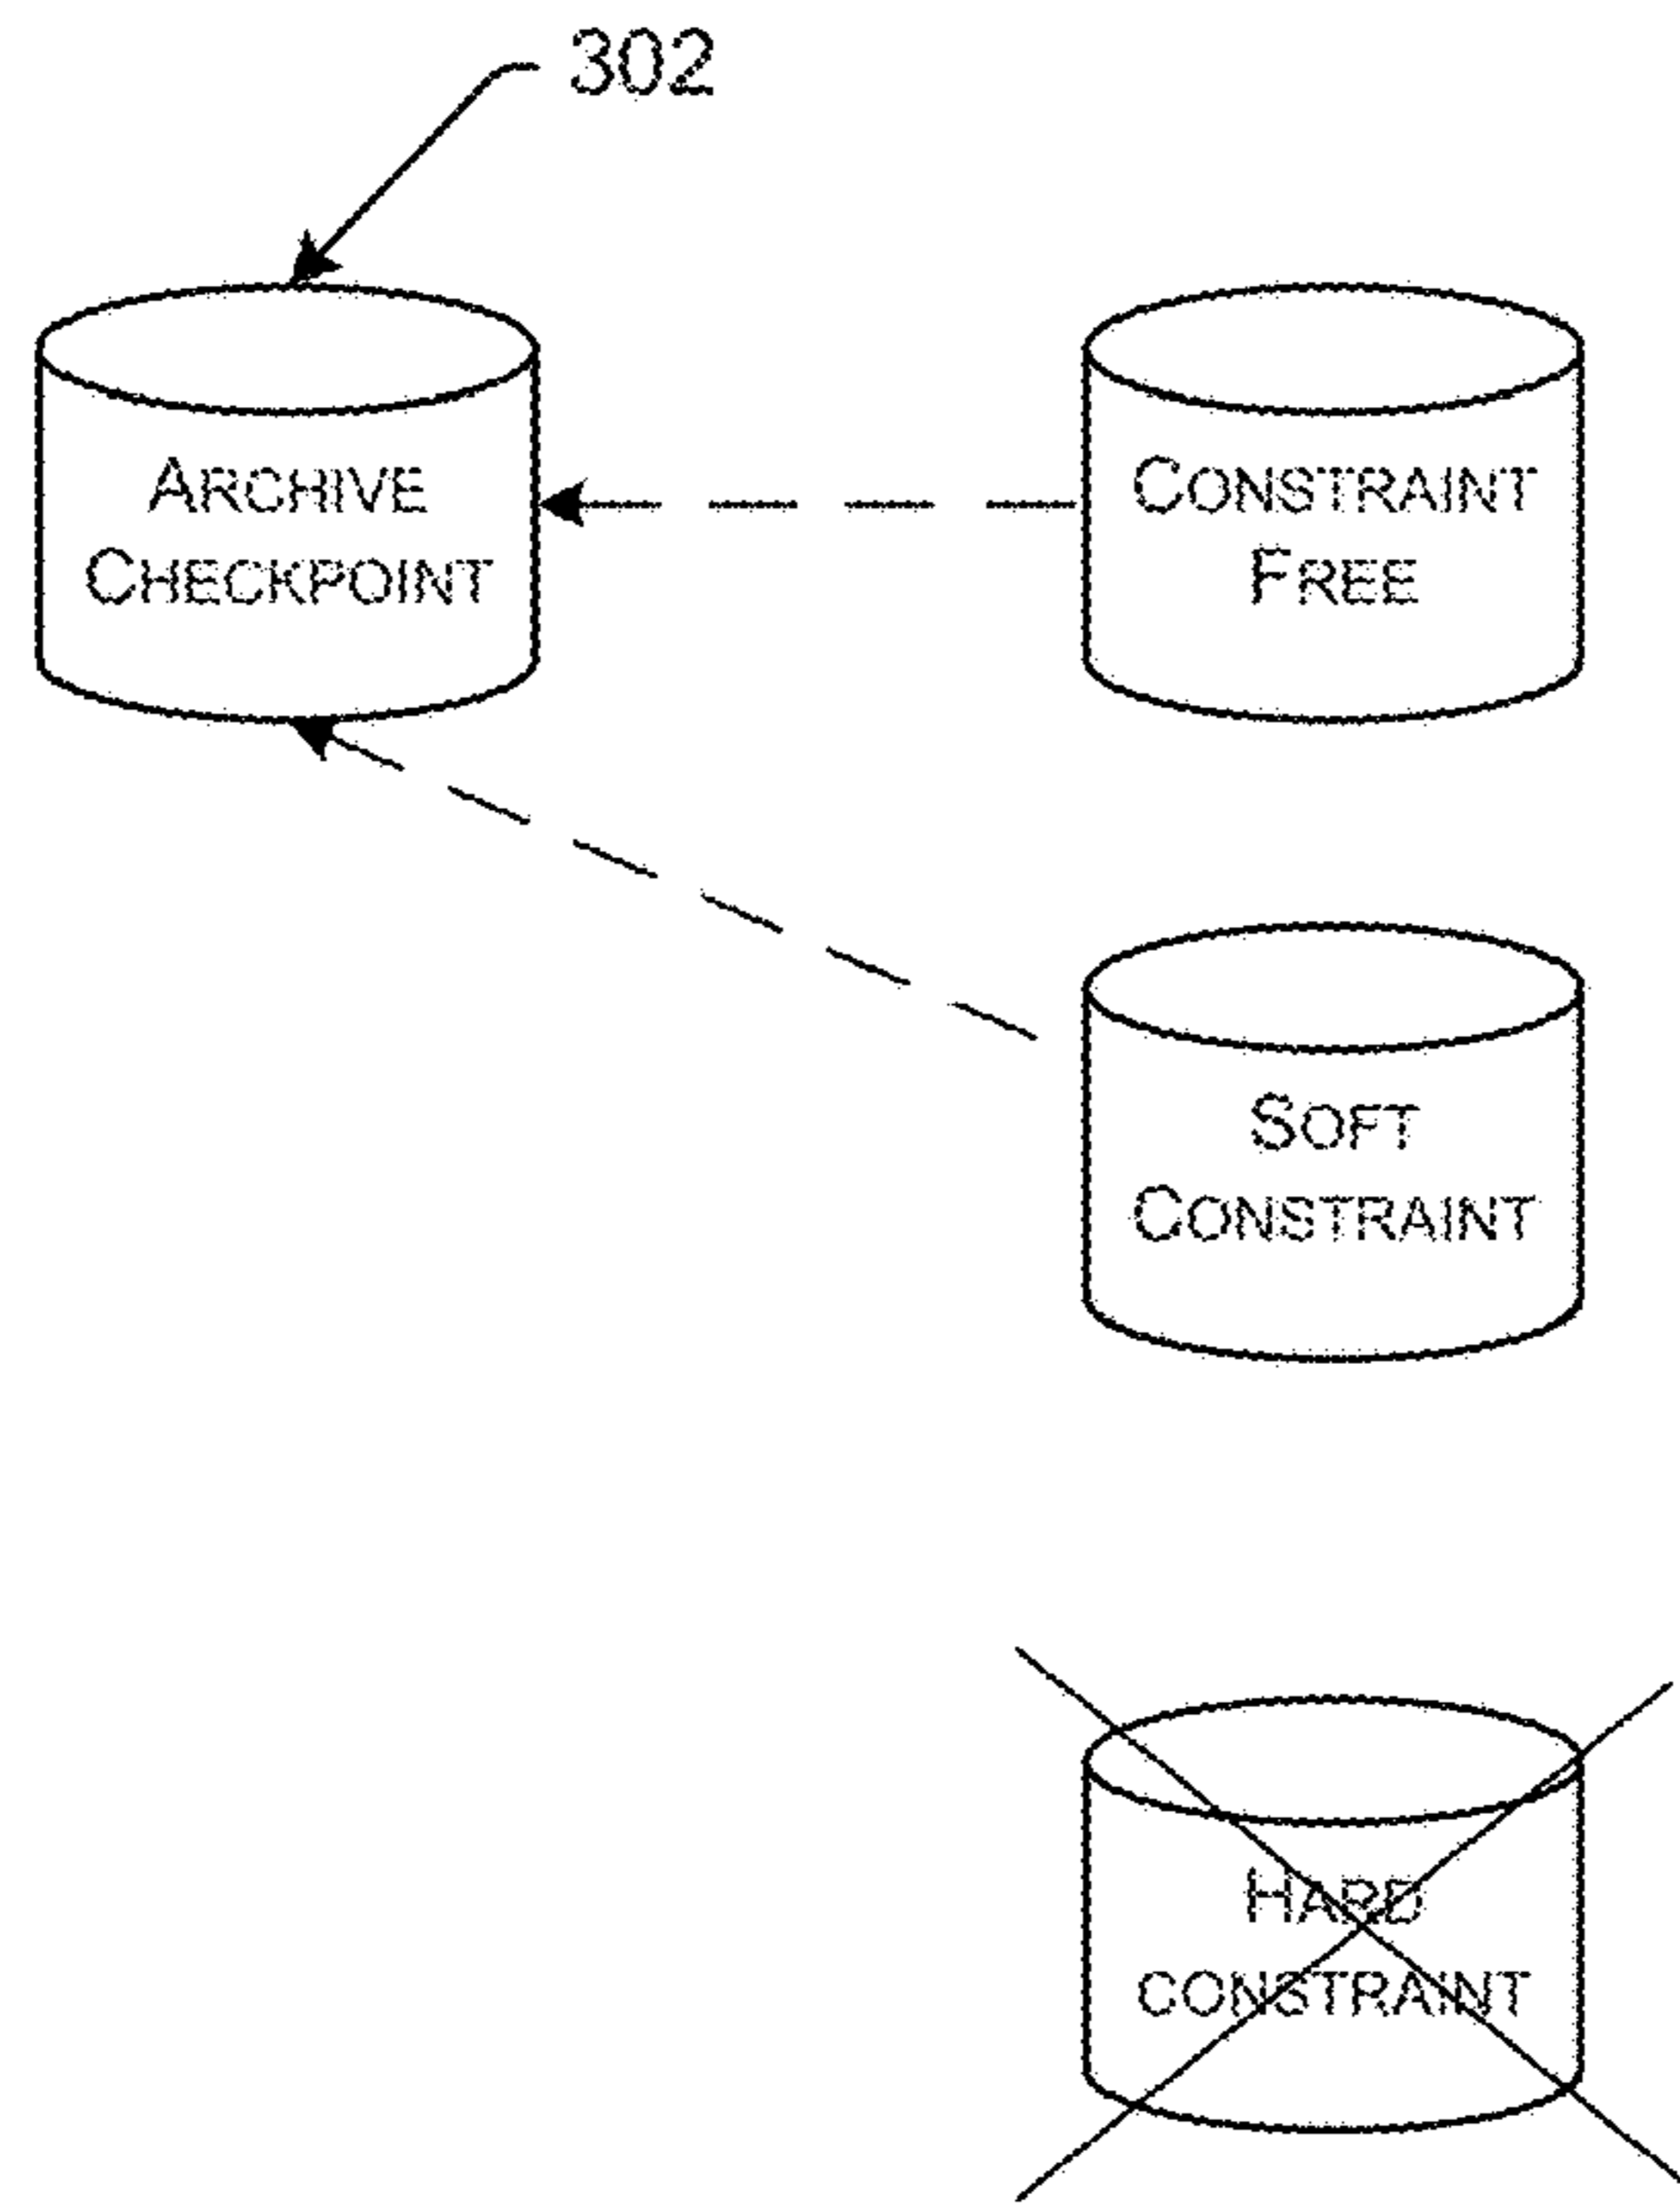 302
ARCHIVE
CHECKPOINT
CONSTRAINT
FREE
SOFT
CONSTRAINT
HARD
CONSTRAINT